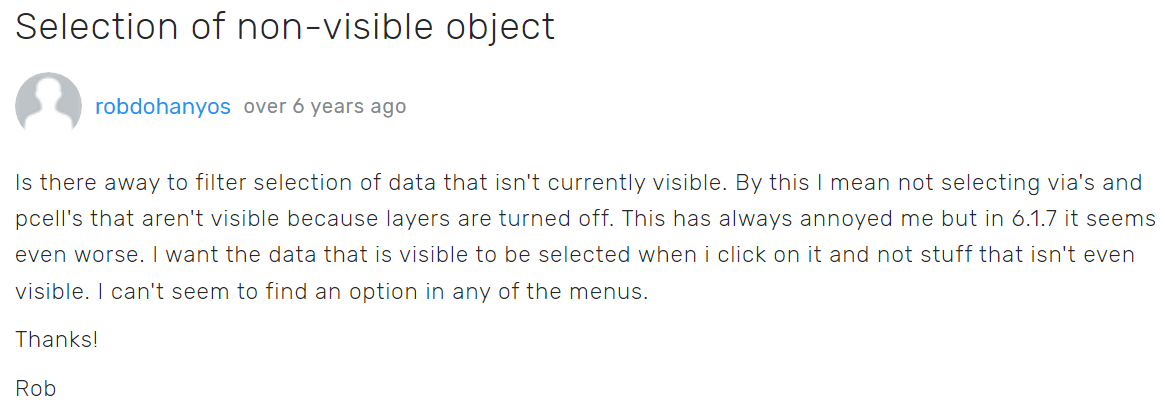 Selection of non-visible object
robdohanyos over 6 years ago
Is there away to filter selection of data that isn't currently visible. By this I mean not selecting via's and
pcell's that aren't visible because layers are turned off. This has always annoyed me but in 6.1.7 it seems
even worse. I want the data that is visible to be selected when i click on it and not stuff that isn't even
visible. I can't seem to find an option in any of the menus.
Thanks!
Rob